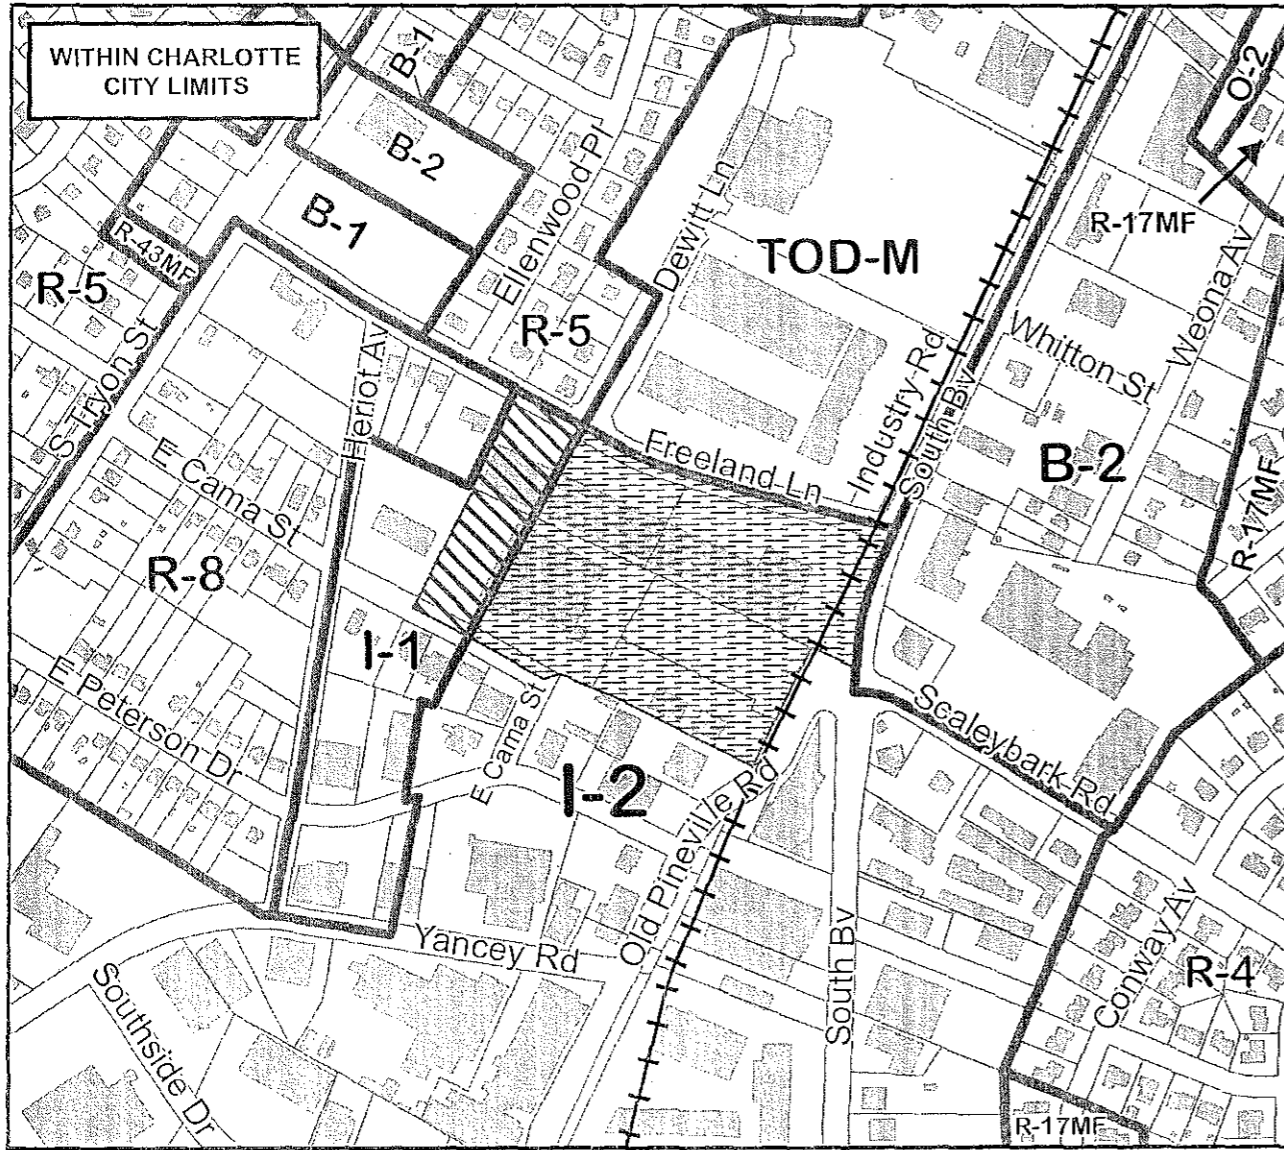 WITHIN CHARLOTTE
CITY LIMITS
B-1
B-2
B-1
R-43MF
R-5
S Tryon St
Ellenwood Pl
R-5
Dewitt Ln
TOD-M
O-2
R-17MF
Weona Av
Whitton St
Industry Rd
South Bv
B-2
R-17MF
Heriot Av
E Cama St
R-8
Freeland Ln
I-1
E Peterson Dr
E Cama St
I-2
Scaleybark Rd
Old Pineville Rd
Yancey Rd
South Bv
Conway Av
R-4
Southside Dr
R-17MF